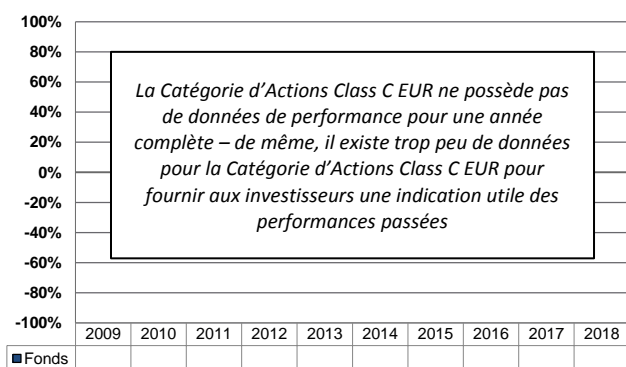 100%
80%
60%
40%
20%
0%
-20%
-40%
-60%
-80%
-100%
La Catégorie d’Actions Class C EUR ne possède pas
de données de performance pour une année
complète – de même, il existe trop peu de données
pour la Catégorie d’Actions Class C EUR pour
fournir aux investisseurs une indication utile des
performances passées
2009 2010 2011 2012 2013 2014 2015 2016 2017 2018
Fonds